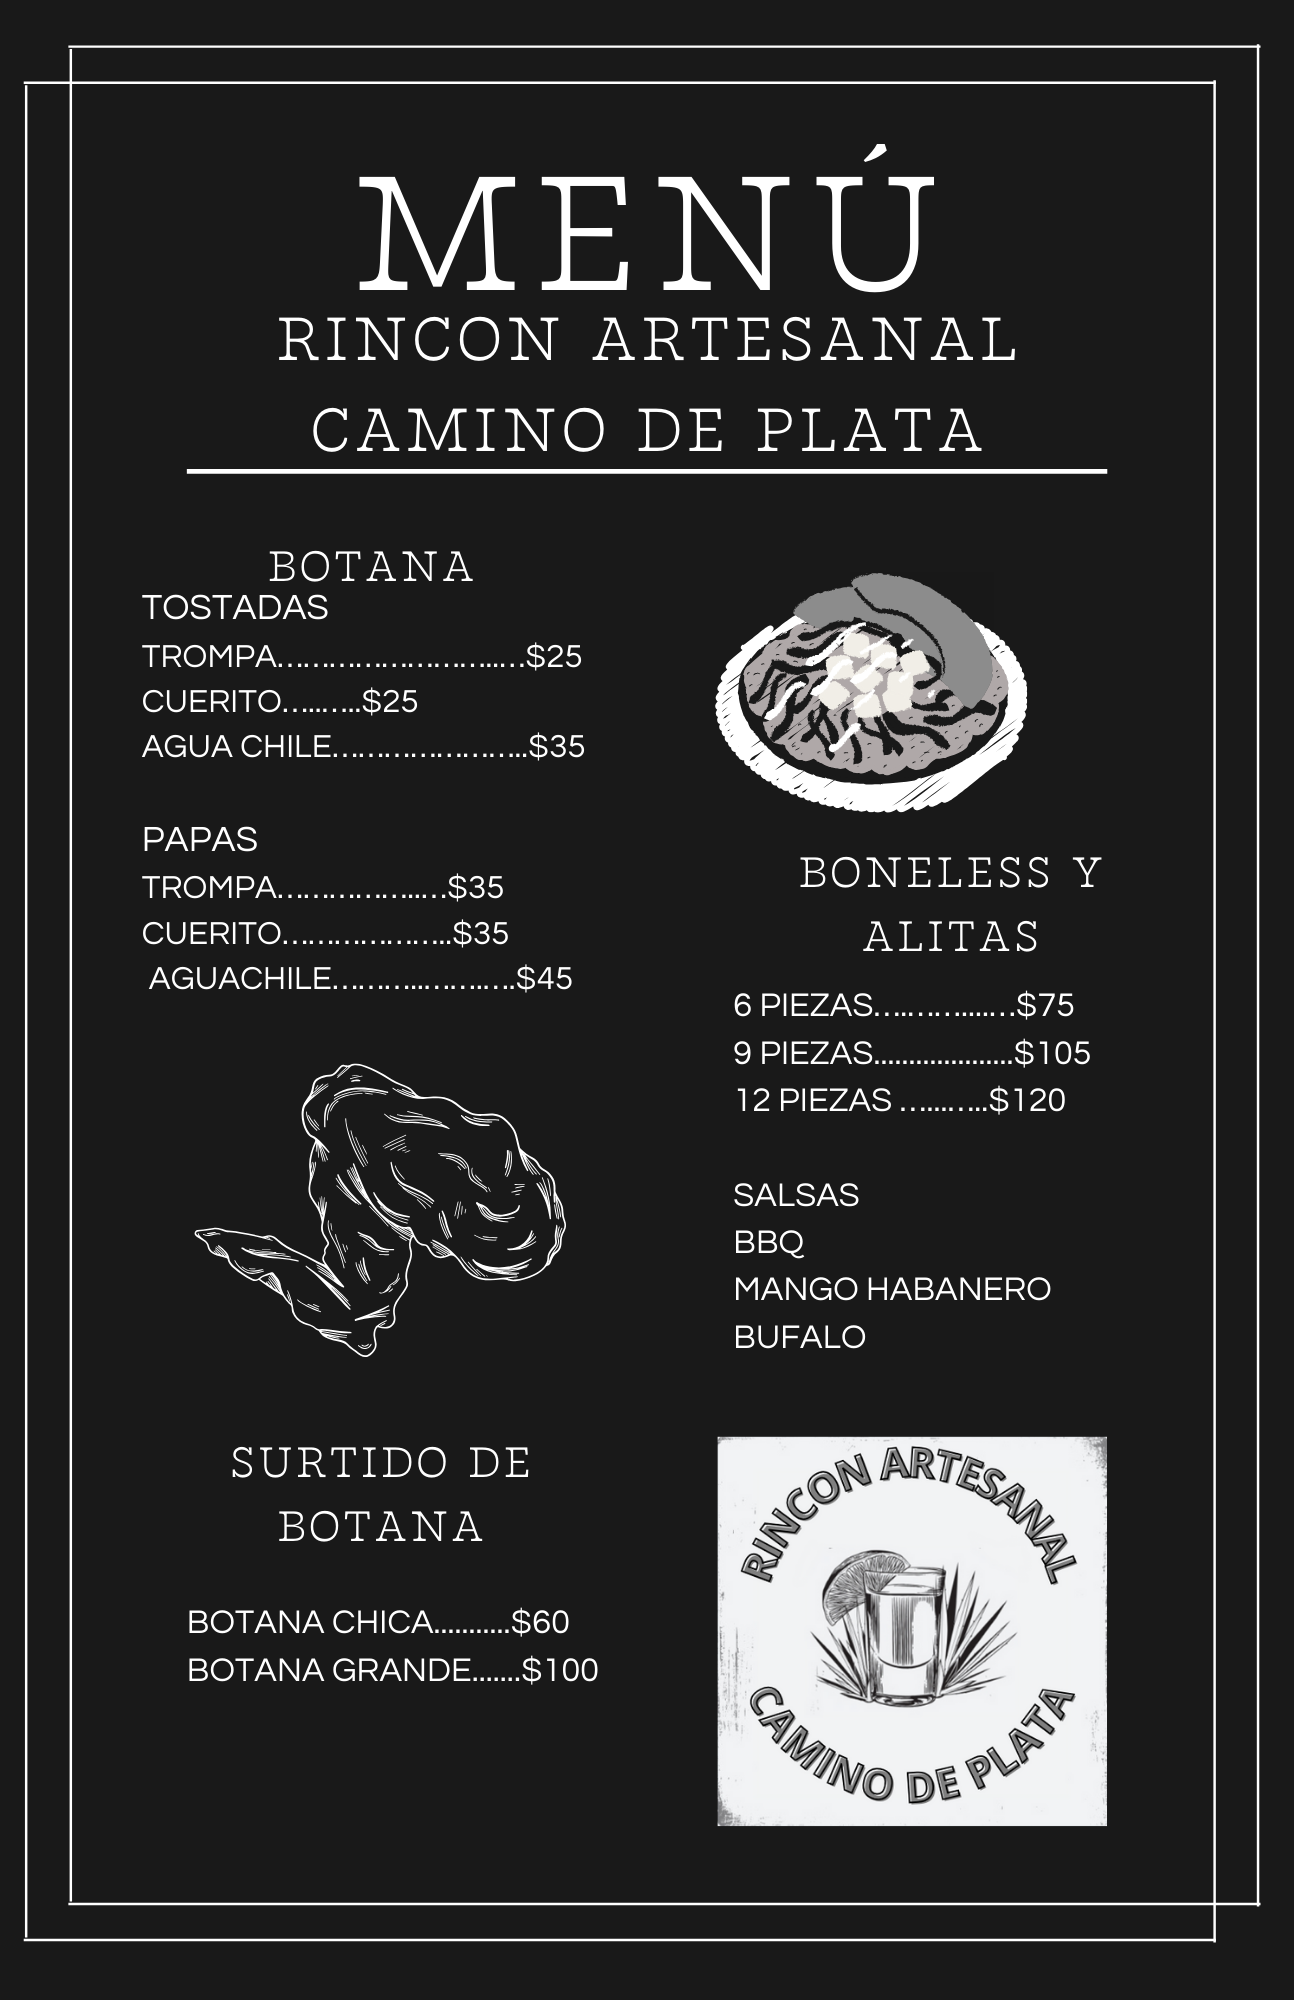 MENÚ
RINCON ARTESANAL
CAMINO DE PLATA
BOTANA
TOSTADAS
TROMPA........................$25
CUERITO..........$25
AGUA CHILE.......................$35
PAPAS
TROMPA....................$35
CUERITO....................$35
AGUACHILE.....................$45
BONELESS Y
ALITAS
6 PIEZAS.................$75
9 PIEZAS....................$105
12 PIEZAS ...........$120
SALSAS
BBQ
MANGO HABANERO
BUFALO
SURTIDO DE
BOTANA
BOTANA CHICA...........$60
BOTANA GRANDE.......$100
RINCON ARTESANAL
CAMINO DE PLATA